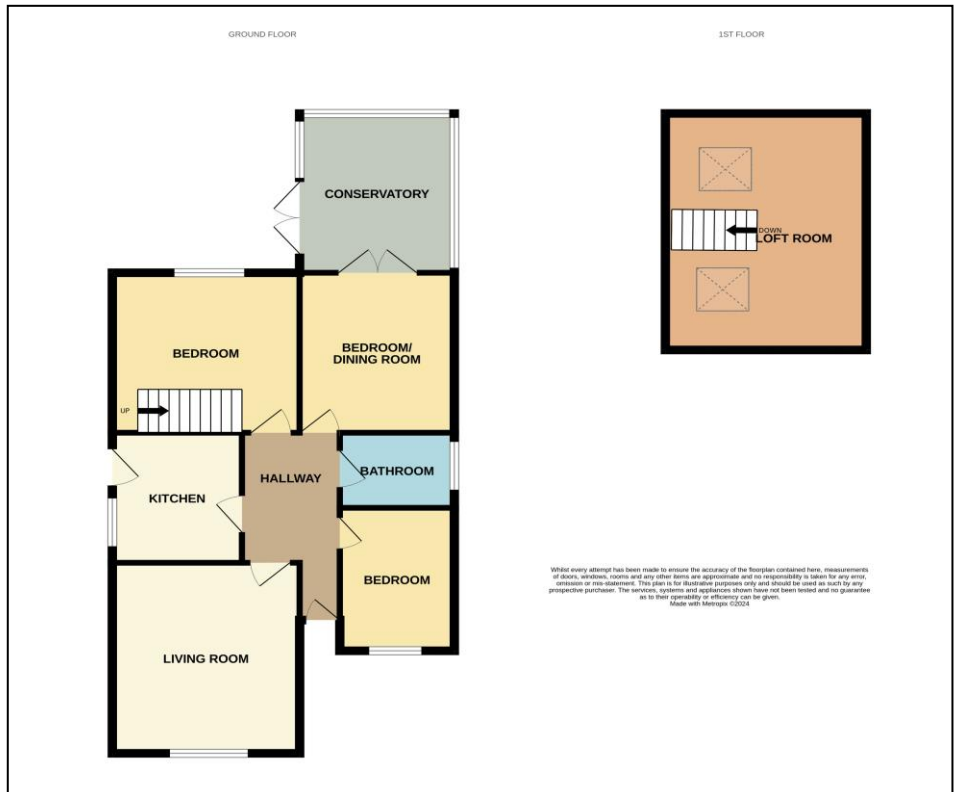 GROUND FLOOR
1ST FLOOR
CONSERVATORY
BEDROOM
BEDROOM/
DINING ROOM
UP
KITCHEN
HALLWAY
BATHROOM
BEDROOM
LIVING ROOM
DOWN
LOFT ROOM
Whilst every attempt has been made to ensure the accuracy of the floorplan contained here, measurements
of doors, windows, rooms and any other items are approximate and no responsibility is taken for any error,
omission or mis-statement. This plan is for illustrative purposes only and should be used as such by any
prospective purchaser. The services, systems and appliances shown have not been tested and no guarantee
as to their operability or efficiency can be given.
Made with Metropix ©2024